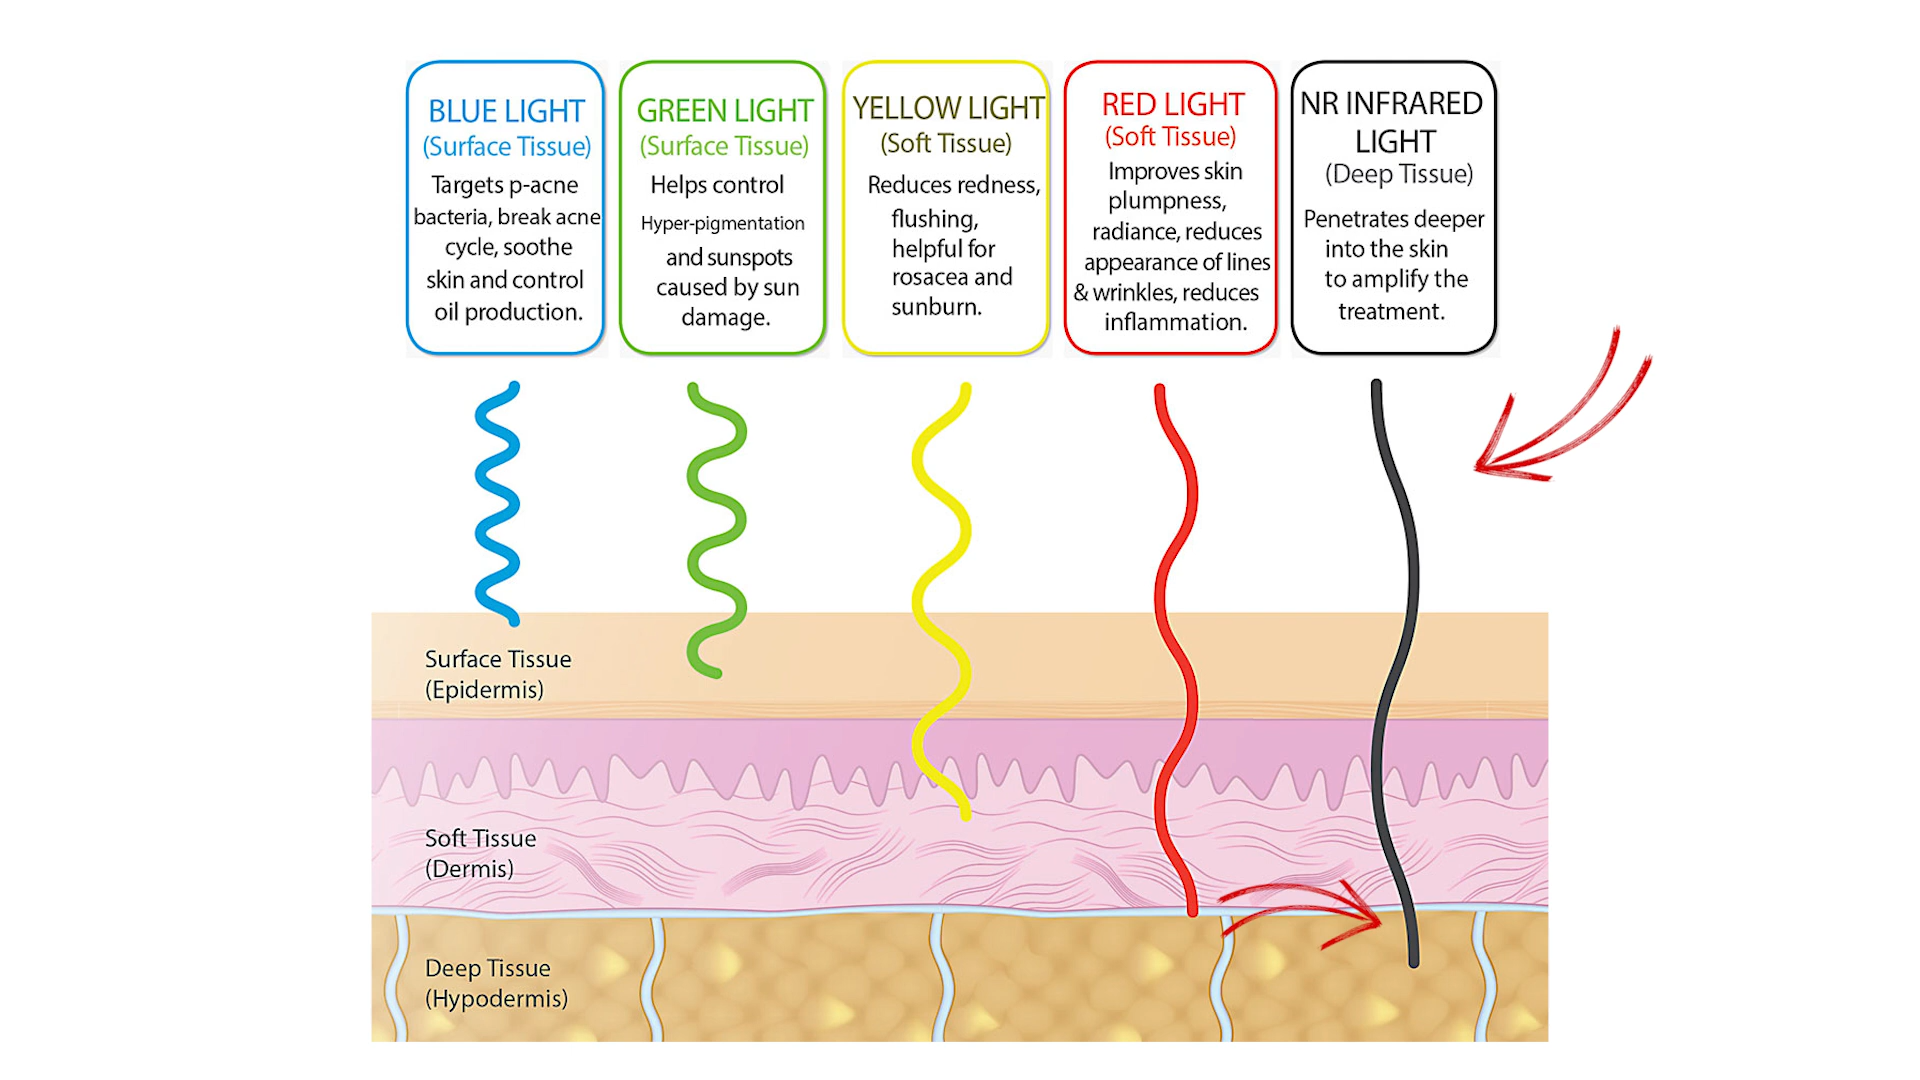 BLUE LIGHT
(Surface Tissue)
Targets p-acne
bacteria, break acne
cycle, soothe
skin and control
oil production.
GREEN LIGHT
(Surface Tissue)
Helps control
Hyper-pigmentation
and sunspots
caused by sun
damage.
YELLOW LIGHT
(Soft Tissue)
Reduces redness,
flushing,
helpful for
rosacea and
sunburn.
RED LIGHT
(Soft Tissue)
Improves skin
plumpness,
radiance, reduces
appearance of lines
& wrinkles, reduces
inflammation.
NR INFRARED
LIGHT
(Deep Tissue)
Penetrates deeper
into the skin
to amplify the
treatment.
Surface Tissue
(Epidermis)
Soft Tissue
(Dermis)
Deep Tissue
(Hypodermis)